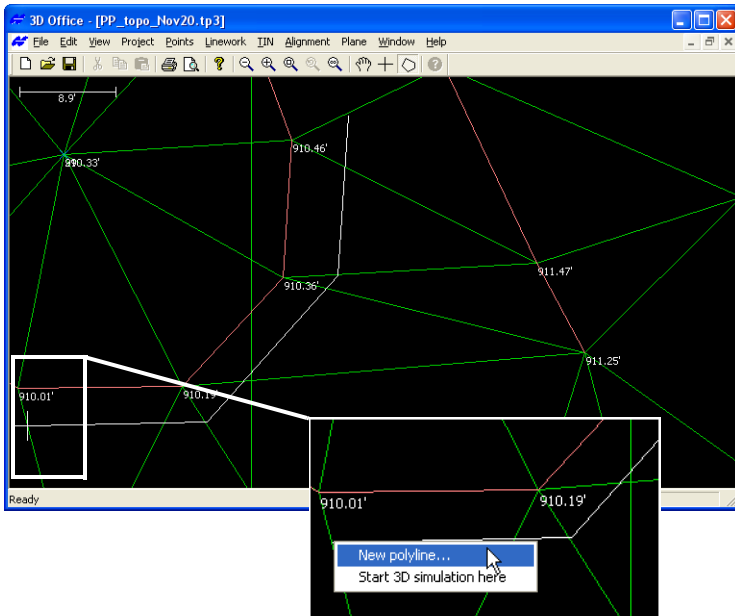 3D Office - [PP_topo_Nov20.tp3]
File Edit View Project Points Linework TIN Alignment Plane Window Help
8.9'
910.46'
910.33'
911.47'
910.36'
911.25'
910.01'
910.19'
Ready
910.01'
910.19'
New polyline...
Start 3D simulation here